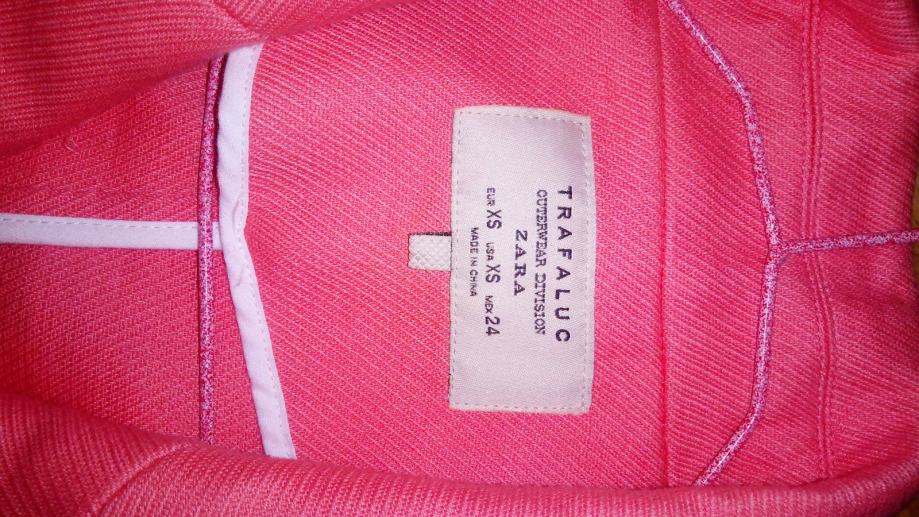 TRAFALUC
OUTERWEAR DIVISION
ZARA
EUR XS USA XS MEX 24
MADE IN CHINA